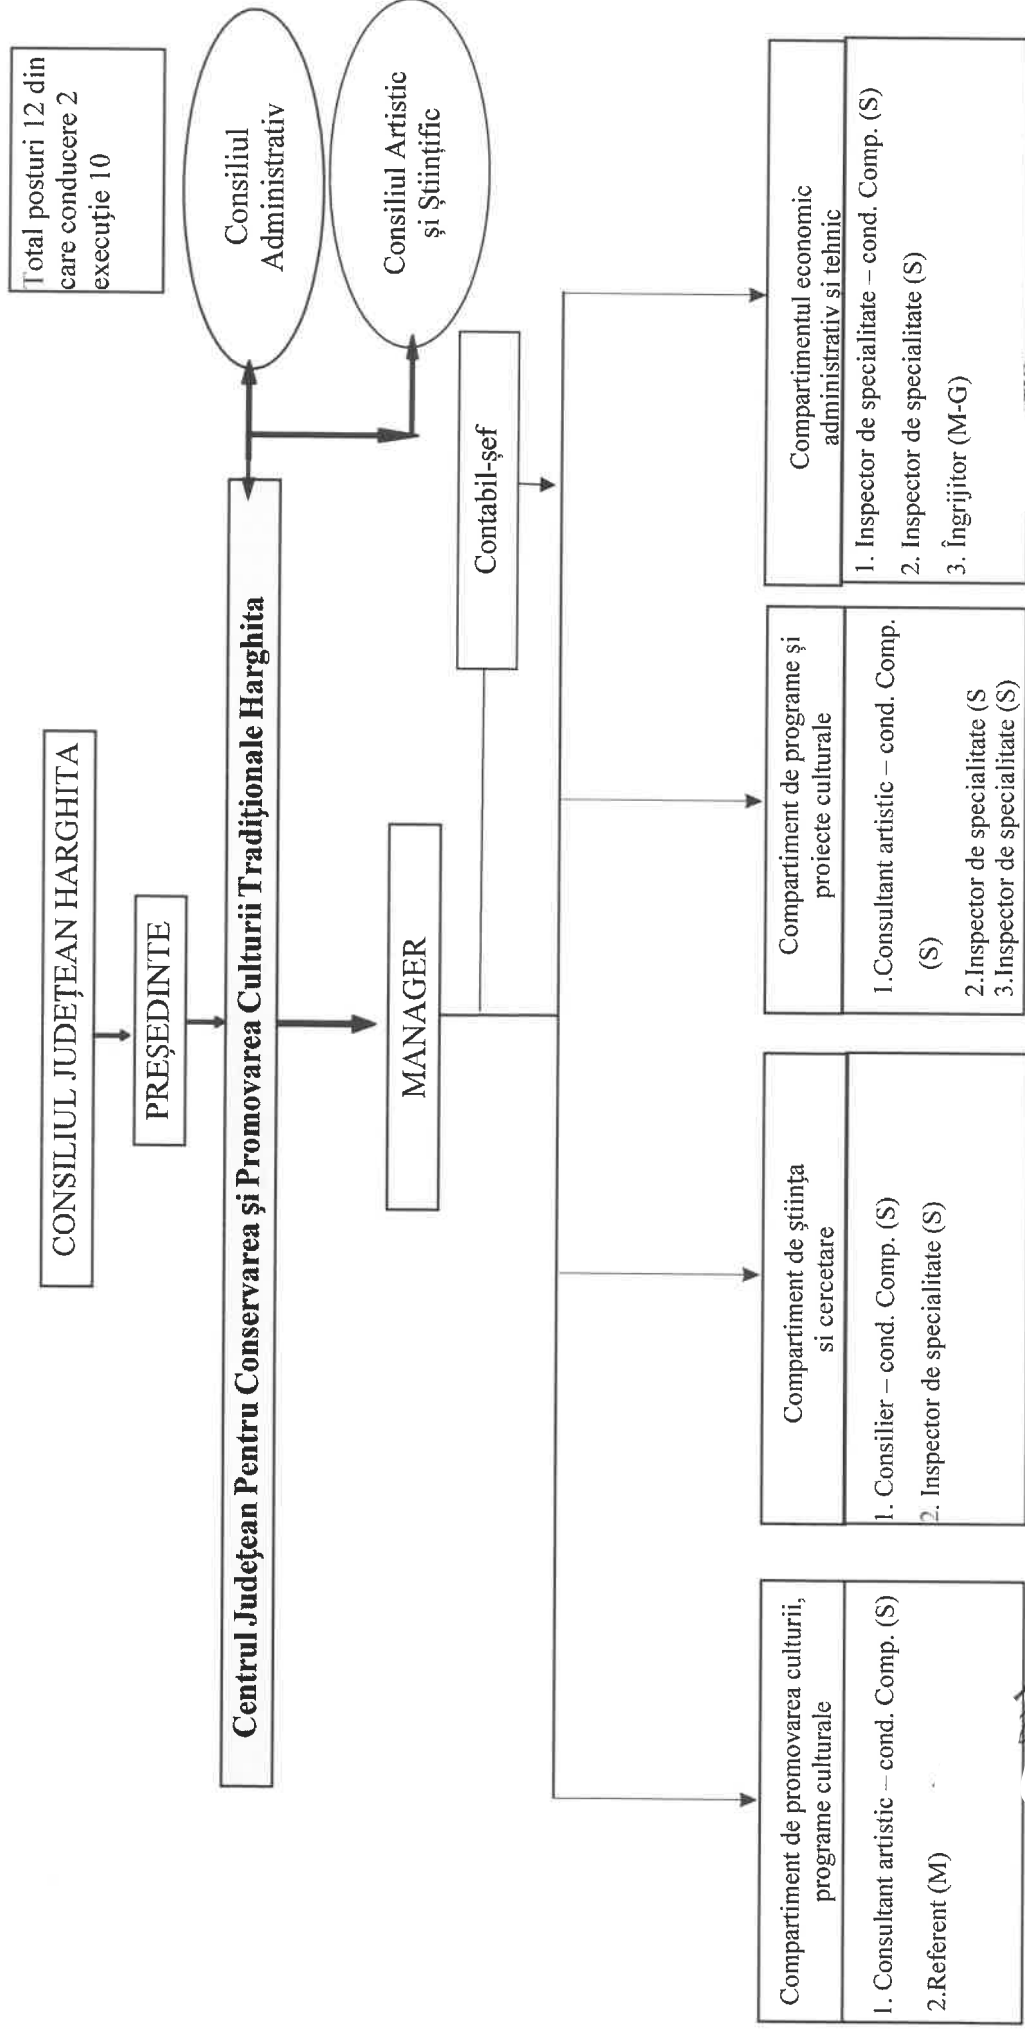 Total posturi 12 din
care conducere 2
execuție 10
CONSILIUL JUDEȚEAN HARGHITA
PREȘEDINTE
Centrul Județean Pentru Conservarea și Promovarea Culturii Tradiționale Harghita
Consiliul
Administrativ
Consiliul Artistic
și Științific
MANAGER
Contabil-șef
Compartiment de promovarea culturii,
programe culturale
1. Consultant artistic – cond. Comp. (S)
2.Referent (M)
Compartiment de știința
si cercetare
1. Consilier – cond. Comp. (S)
2. Inspector de specialitate (S)
Compartiment de programe și
proiecte culturale
1.Consultant artistic – cond. Comp.
(S)
2.Inspector de specialitate (S
3.Inspector de specialitate (S)
Compartimentul economic
administrativ si tehnic
1. Inspector de specialitate – cond. Comp. (S)
2. Inspector de specialitate (S)
3. Îngrijitor (M-G)